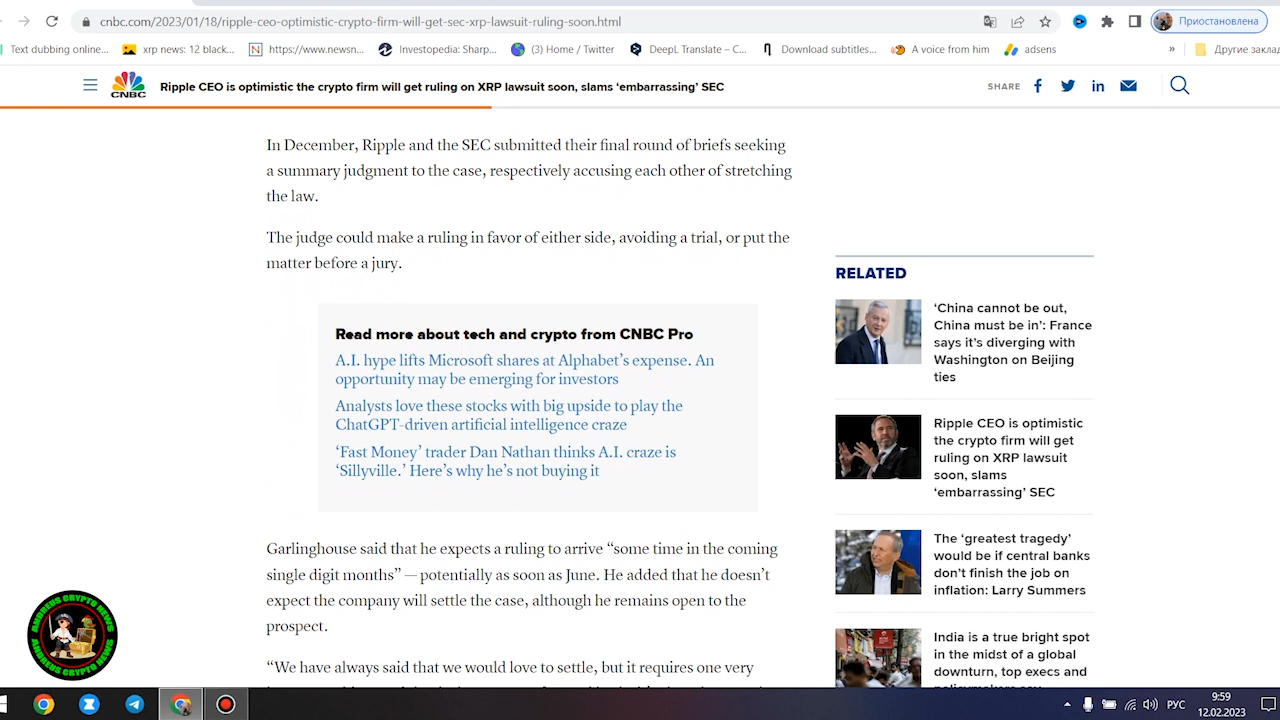 cnbc.com/2023/01/18/ripple-ceo-optimistic-crypto-firm-will-get-sec-xrp-lawsuit-ruling-soon.html
Приостановлена
Text dubbing online...
xrp news: 12 black...
https://www.newsn...
Investopedia: Sharp...
(3) Home / Twitter
DeepL Translate – C...
Download subtitles...
A voice from him
adsens
»
Другие закла
CNBC
Ripple CEO is optimistic the crypto firm will get ruling on XRP lawsuit soon, slams ‘embarrassing’ SEC
SHARE
In December, Ripple and the SEC submitted their final round of briefs seeking
a summary judgment to the case, respectively accusing each other of stretching
the law.
The judge could make a ruling in favor of either side, avoiding a trial, or put the
matter before a jury.
Read more about tech and crypto from CNBC Pro
A.I. hype lifts Microsoft shares at Alphabet’s expense. An
opportunity may be emerging for investors
Analysts love these stocks with big upside to play the
ChatGPT-driven artificial intelligence craze
‘Fast Money’ trader Dan Nathan thinks A.I. craze is
‘Sillyville.’ Here’s why he’s not buying it
Garlinghouse said that he expects a ruling to arrive “some time in the coming
single digit months” — potentially as soon as June. He added that he doesn’t
expect the company will settle the case, although he remains open to the
prospect.
“We have always said that we would love to settle, but it requires one very
RELATED
‘China cannot be out,
China must be in’: France
says it’s diverging with
Washington on Beijing
ties
Ripple CEO is optimistic
the crypto firm will get
ruling on XRP lawsuit
soon, slams
‘embarrassing’ SEC
The ‘greatest tragedy’
would be if central banks
don’t finish the job on
inflation: Larry Summers
India is a true bright spot
in the midst of a global
downturn, top execs and
ANDREUS CRYPTO NEWS
ANDREUS CRYPTO NEWS
РУС
9:59
12.02.2023